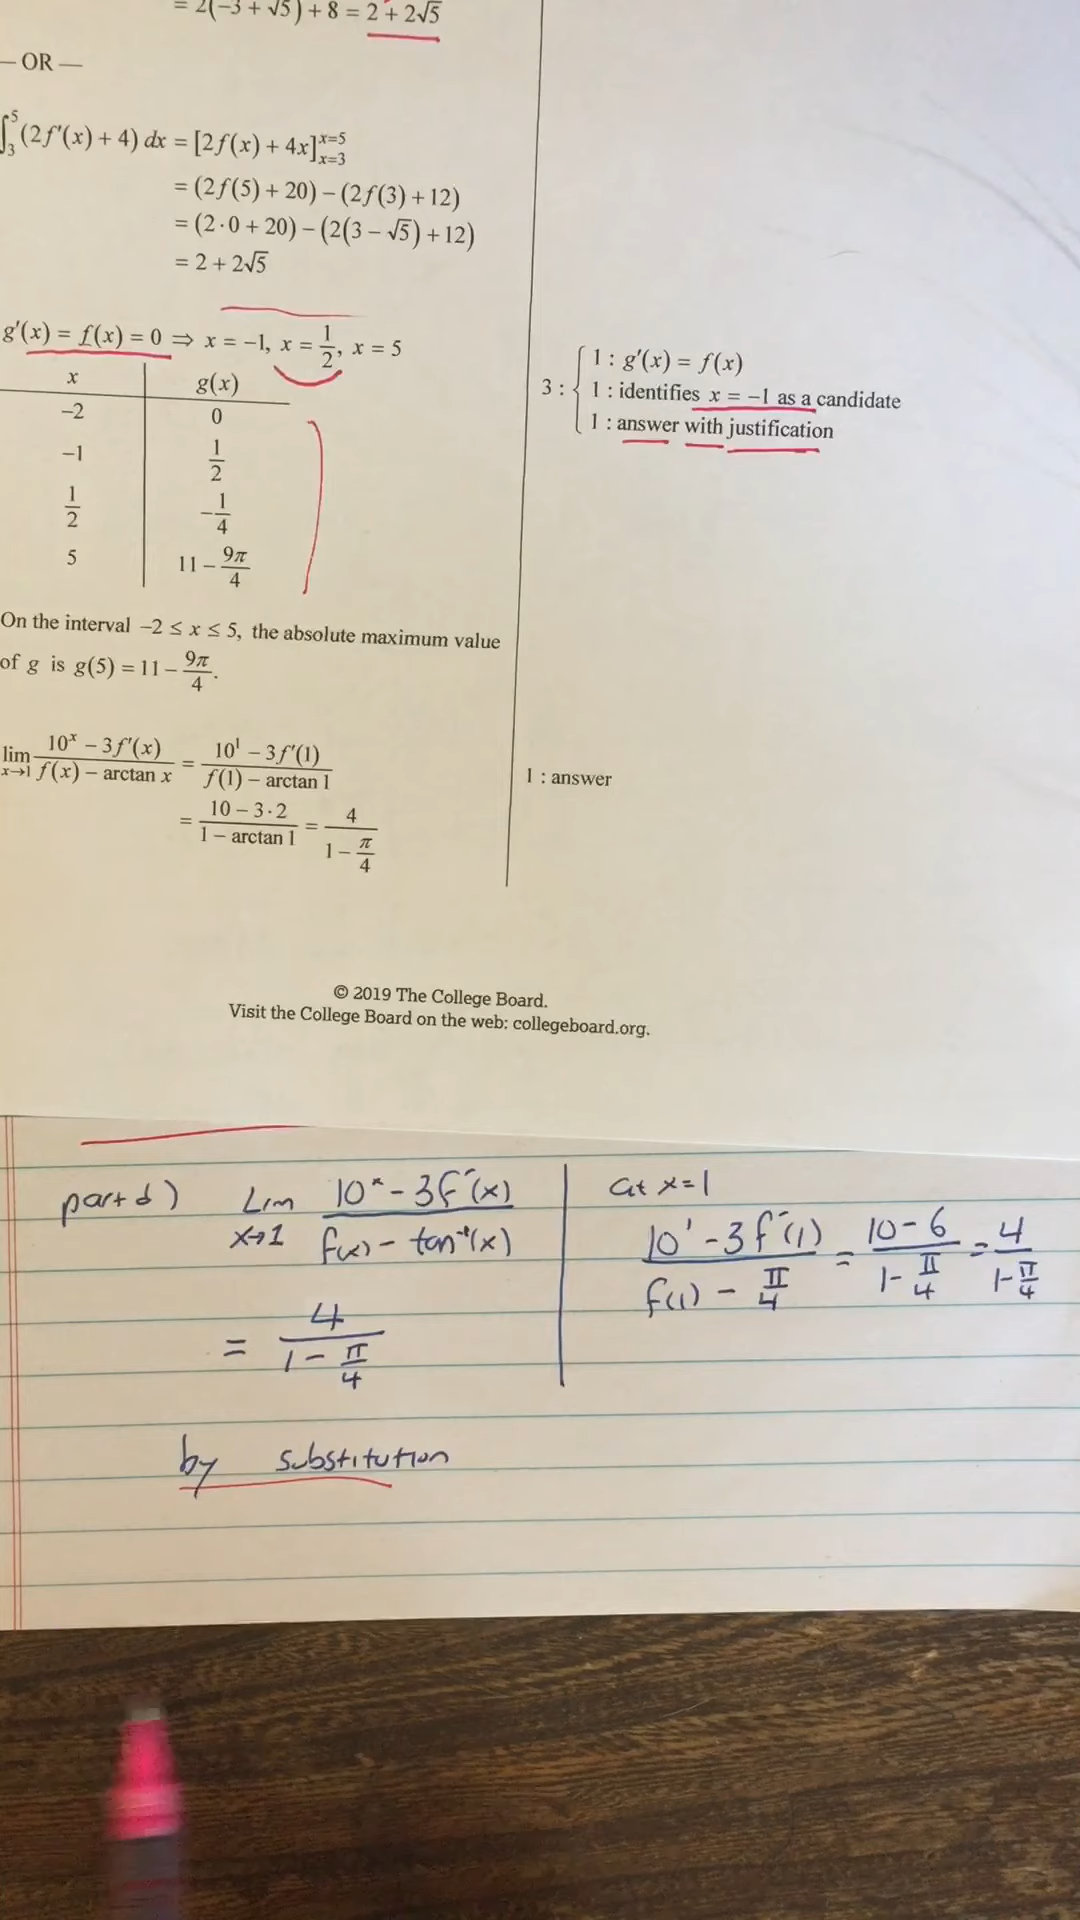 = 2(−3 + √5) + 8 = 2 + 2√5
— OR —
∫₃⁵ (2f′(x) + 4) dx = [2f(x) + 4x]ₓ₌₃ˣ⁼⁵
= (2f(5) + 20) − (2f(3) + 12)
= (2·0 + 20) − (2(3 − √5) + 12)
= 2 + 2√5
g′(x) = f(x) = 0 ⇒ x = −1, x = 1/2, x = 5
x g(x)
−2 0
−1 1/2
1/2 −1/4
5 11 − 9π/4
On the interval −2 ≤ x ≤ 5, the absolute maximum value
of g is g(5) = 11 − 9π/4.
3 : { 1 : g′(x) = f(x)
1 : identifies x = −1 as a candidate
1 : answer with justification
lim x→1 (10ˣ − 3f′(x))/(f(x) − arctan x) = (10¹ − 3f′(1))/(f(1) − arctan 1)
= (10 − 3·2)/(1 − arctan 1) = 4/(1 − π/4)
1 : answer
© 2019 The College Board.
Visit the College Board on the web: collegeboard.org.
part d) Lim x→1 (10ˣ − 3f′(x))/(f(x) − tan⁻¹(x))
= 4/(1 − π/4)
by substitution
at x=1
(10¹ − 3f′(1))/(f(1) − π/4) = (10 − 6)/(1 − π/4) = 4/(1 − π/4)